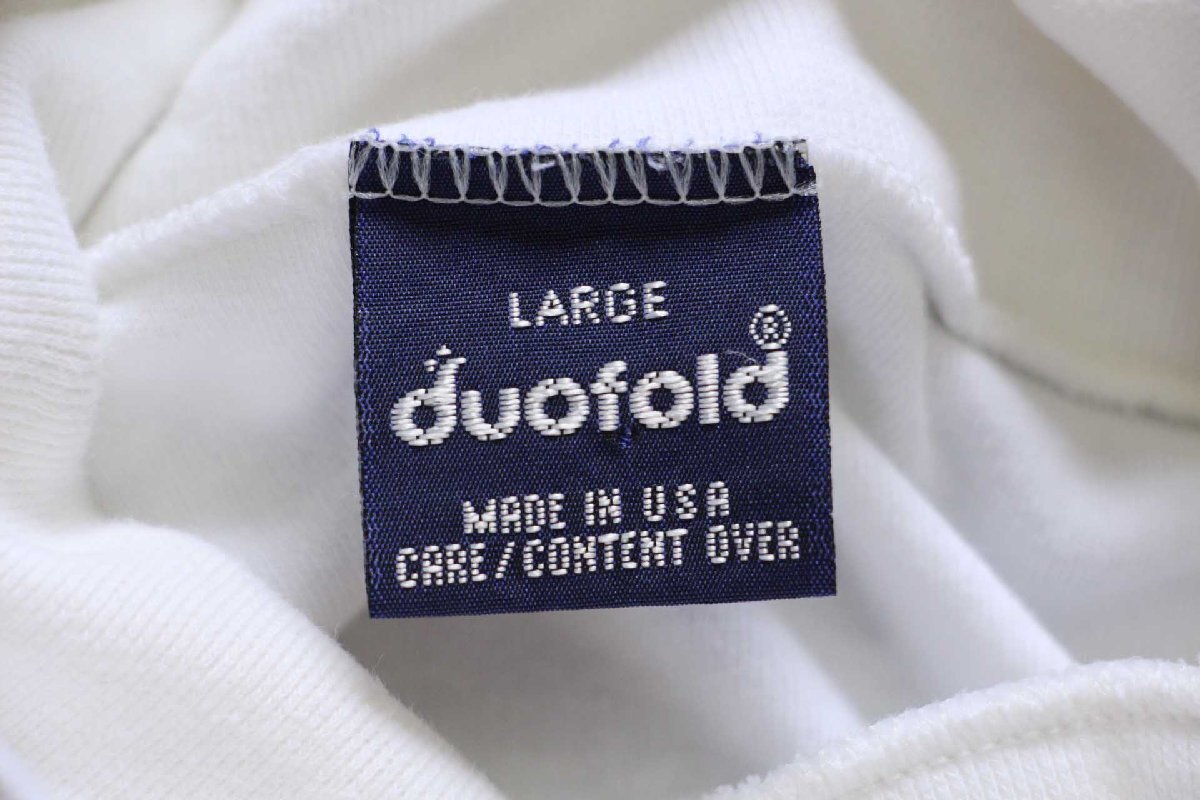 LARGE
duofold®
MADE IN USA
CARE/CONTENT OVER